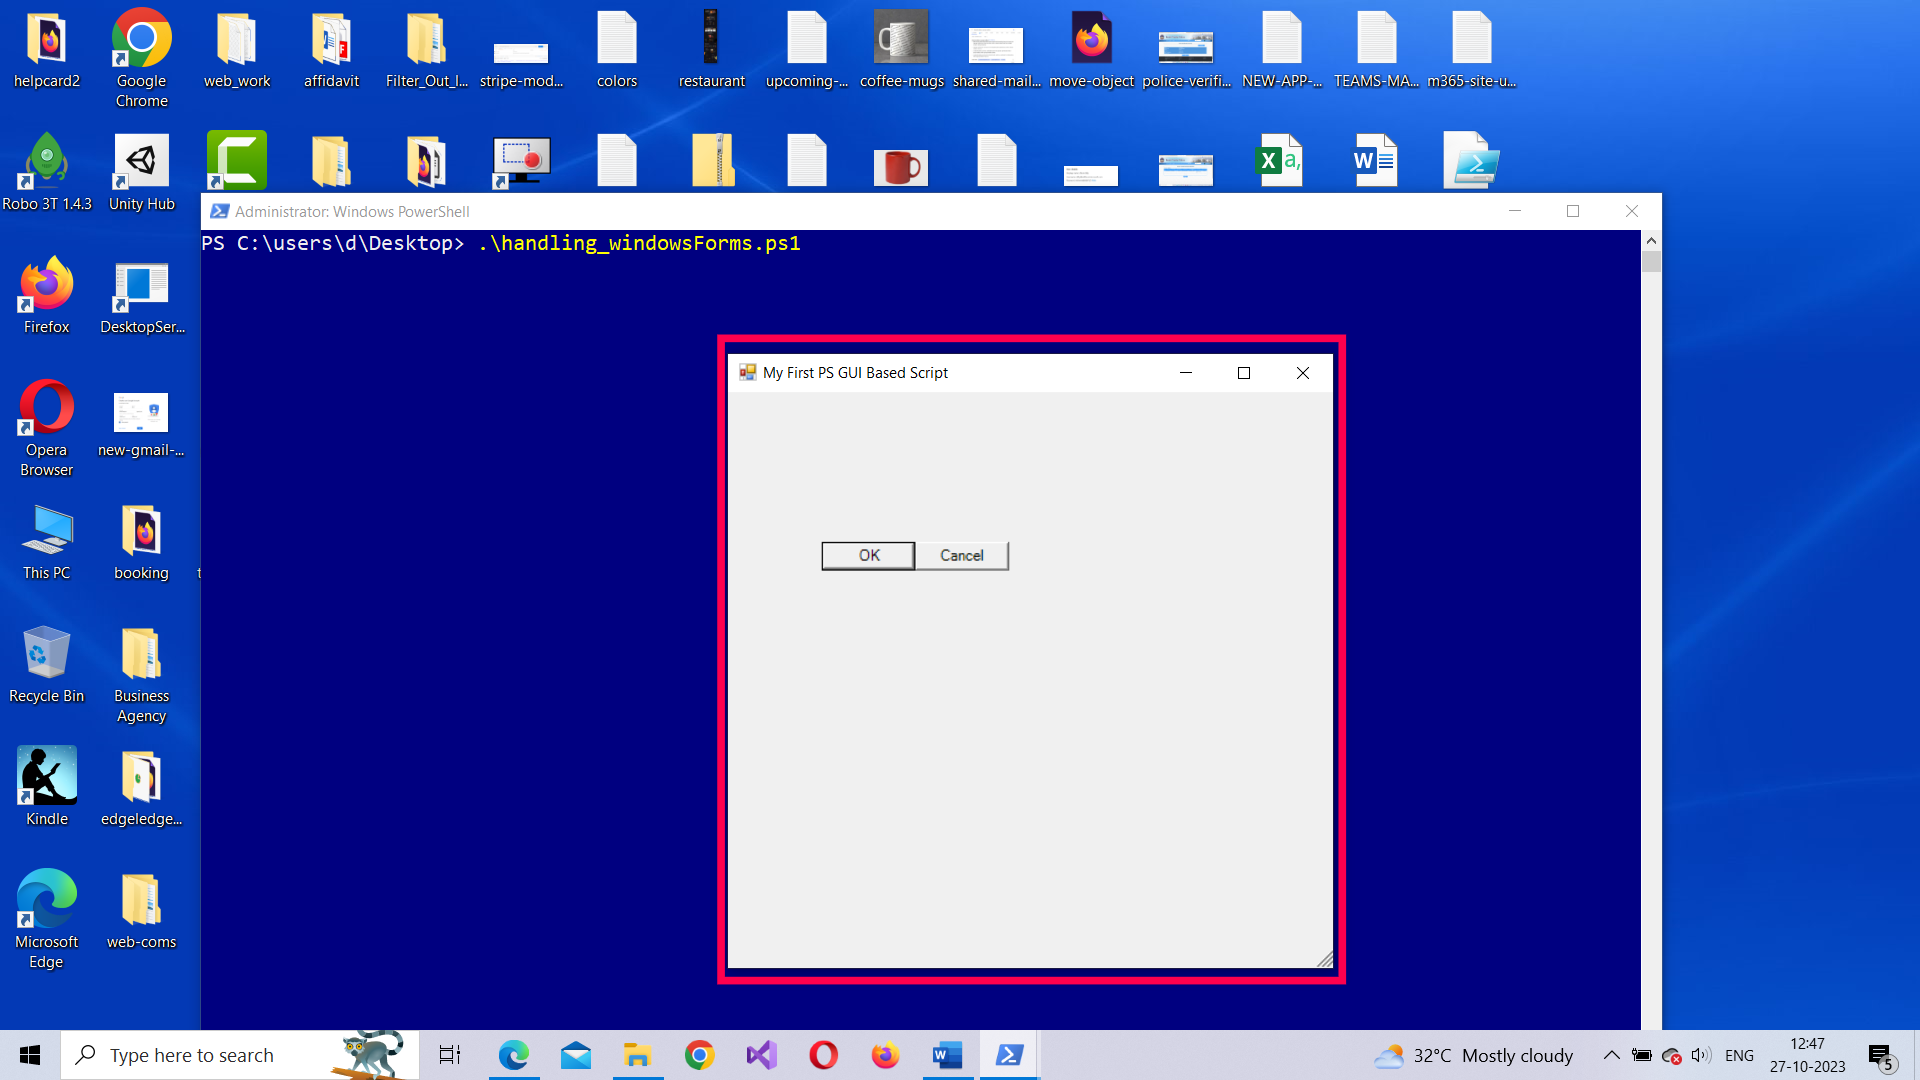 helpcard2
Google
Chrome
web_work
affidavit
Filter_Out_I...
stripe-mod...
colors
restaurant
upcoming-...
coffee-mugs
shared-mail...
move-object
police-verifi...
NEW-APP-...
TEAMS-MA...
m365-site-u...
Robo 3T 1.4.3
Unity Hub
Administrator: Windows PowerShell
PS C:\users\d\Desktop> .\handling_windowsForms.ps1
Firefox
DesktopSer...
My First PS GUI Based Script
Opera
Browser
new-gmail-...
OK
Cancel
This PC
booking
t
Recycle Bin
Business
Agency
Kindle
edgeledge...
Microsoft
Edge
web-coms
Type here to search
32°C Mostly cloudy
ENG
12:47
27-10-2023
5